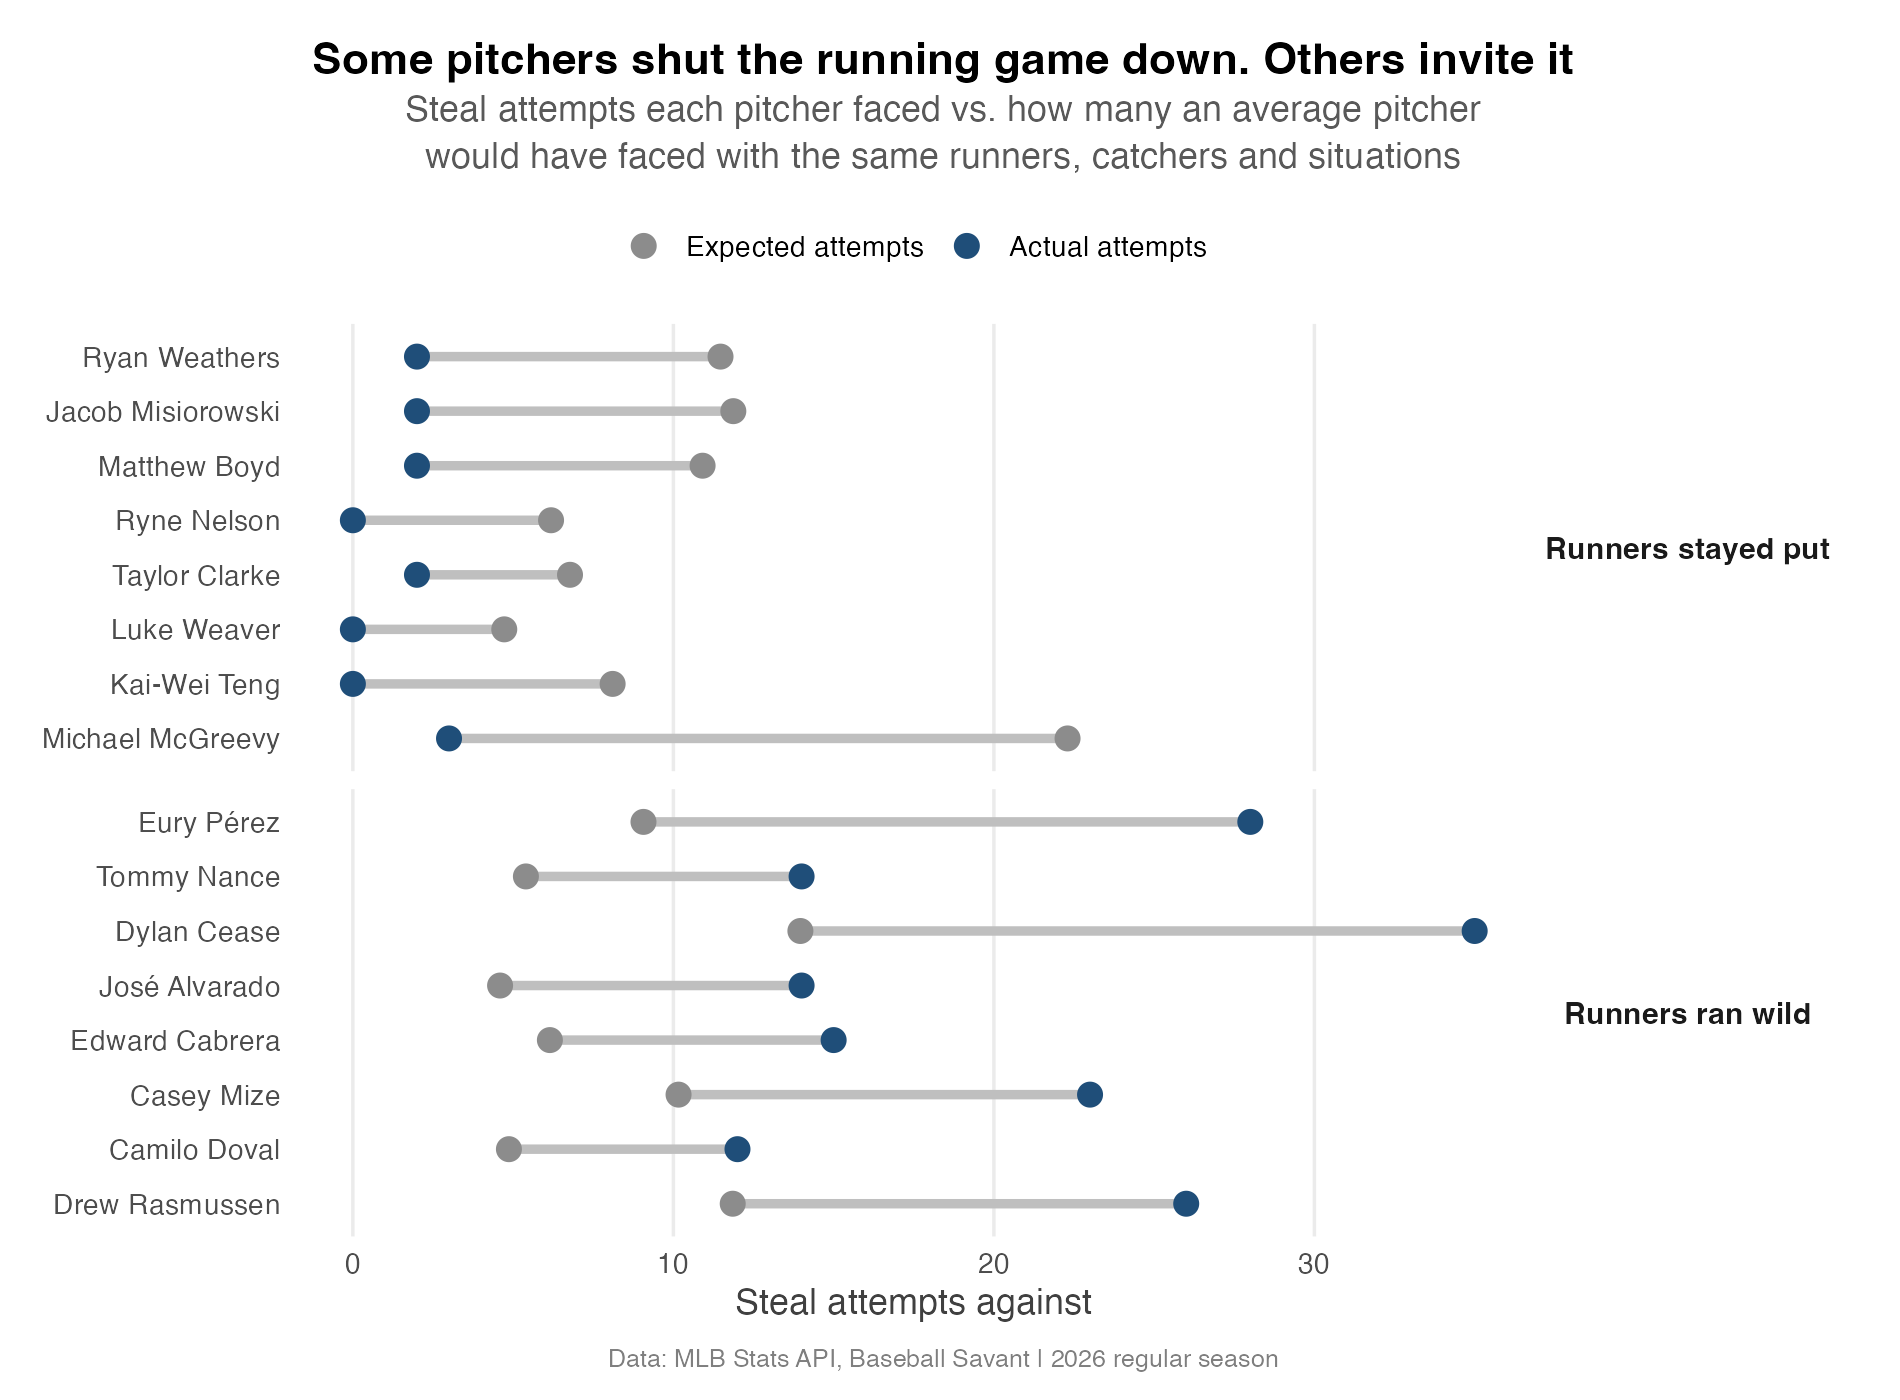 Some pitchers shut the running game down. Others invite it
Steal attempts each pitcher faced vs. how many an average pitcher
would have faced with the same runners, catchers and situations
Expected attempts
Actual attempts
Ryan Weathers
Jacob Misiorowski
Matthew Boyd
Ryne Nelson
Taylor Clarke
Luke Weaver
Kai-Wei Teng
Michael McGreevy
Runners stayed put
Eury Pérez
Tommy Nance
Dylan Cease
José Alvarado
Edward Cabrera
Casey Mize
Camilo Doval
Drew Rasmussen
Runners ran wild
0 10 20 30
Steal attempts against
Data: MLB Stats API, Baseball Savant | 2026 regular season